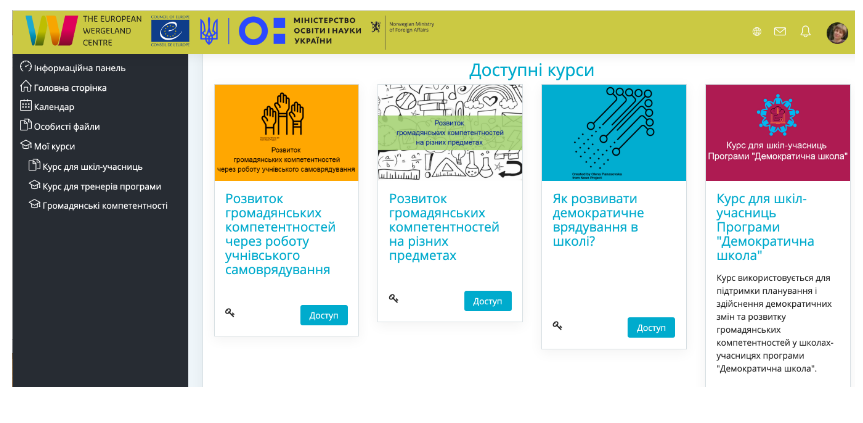 THE EUROPEAN
WERGELAND
CENTRE
COUNCIL OF EUROPE
CONSEIL DE L'EUROPE
МІНІСТЕРСТВО
ОСВІТИ І НАУКИ
УКРАЇНИ
Norwegian Ministry
of Foreign Affairs
Інформаційна панель
Головна сторінка
Календар
Особисті файли
Мої курси
Курс для шкіл-учасниць
Курс для тренерів програми
Громадянські компетентності
Доступні курси
Розвиток
громадянських компетентностей
через роботу учнівського самоврядування
Розвиток
громадянських
компетентностей
через роботу
учнівського
самоврядування
Доступ
Розвиток
громадянських компетентностей
на різних предметах
Розвиток
громадянських
компетентностей
на різних
предметах
Доступ
Як розвивати
демократичне
врядування в
школі?
Доступ
Курс для шкіл-учасниць
Програми "Демократична школа"
Курс для шкіл-
учасниць
Програми
"Демократична
школа"
Курс використовується для
підтримки планування і
здійснення демократичних
змін та розвитку
громадянських
компетентностей у школах-
учасницях програми
"Демократична школа".